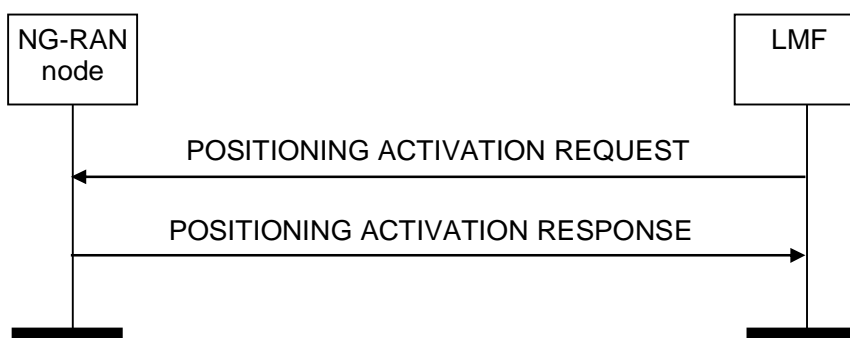 NG-RAN
node
LMF
POSITIONING ACTIVATION REQUEST
POSITIONING ACTIVATION RESPONSE